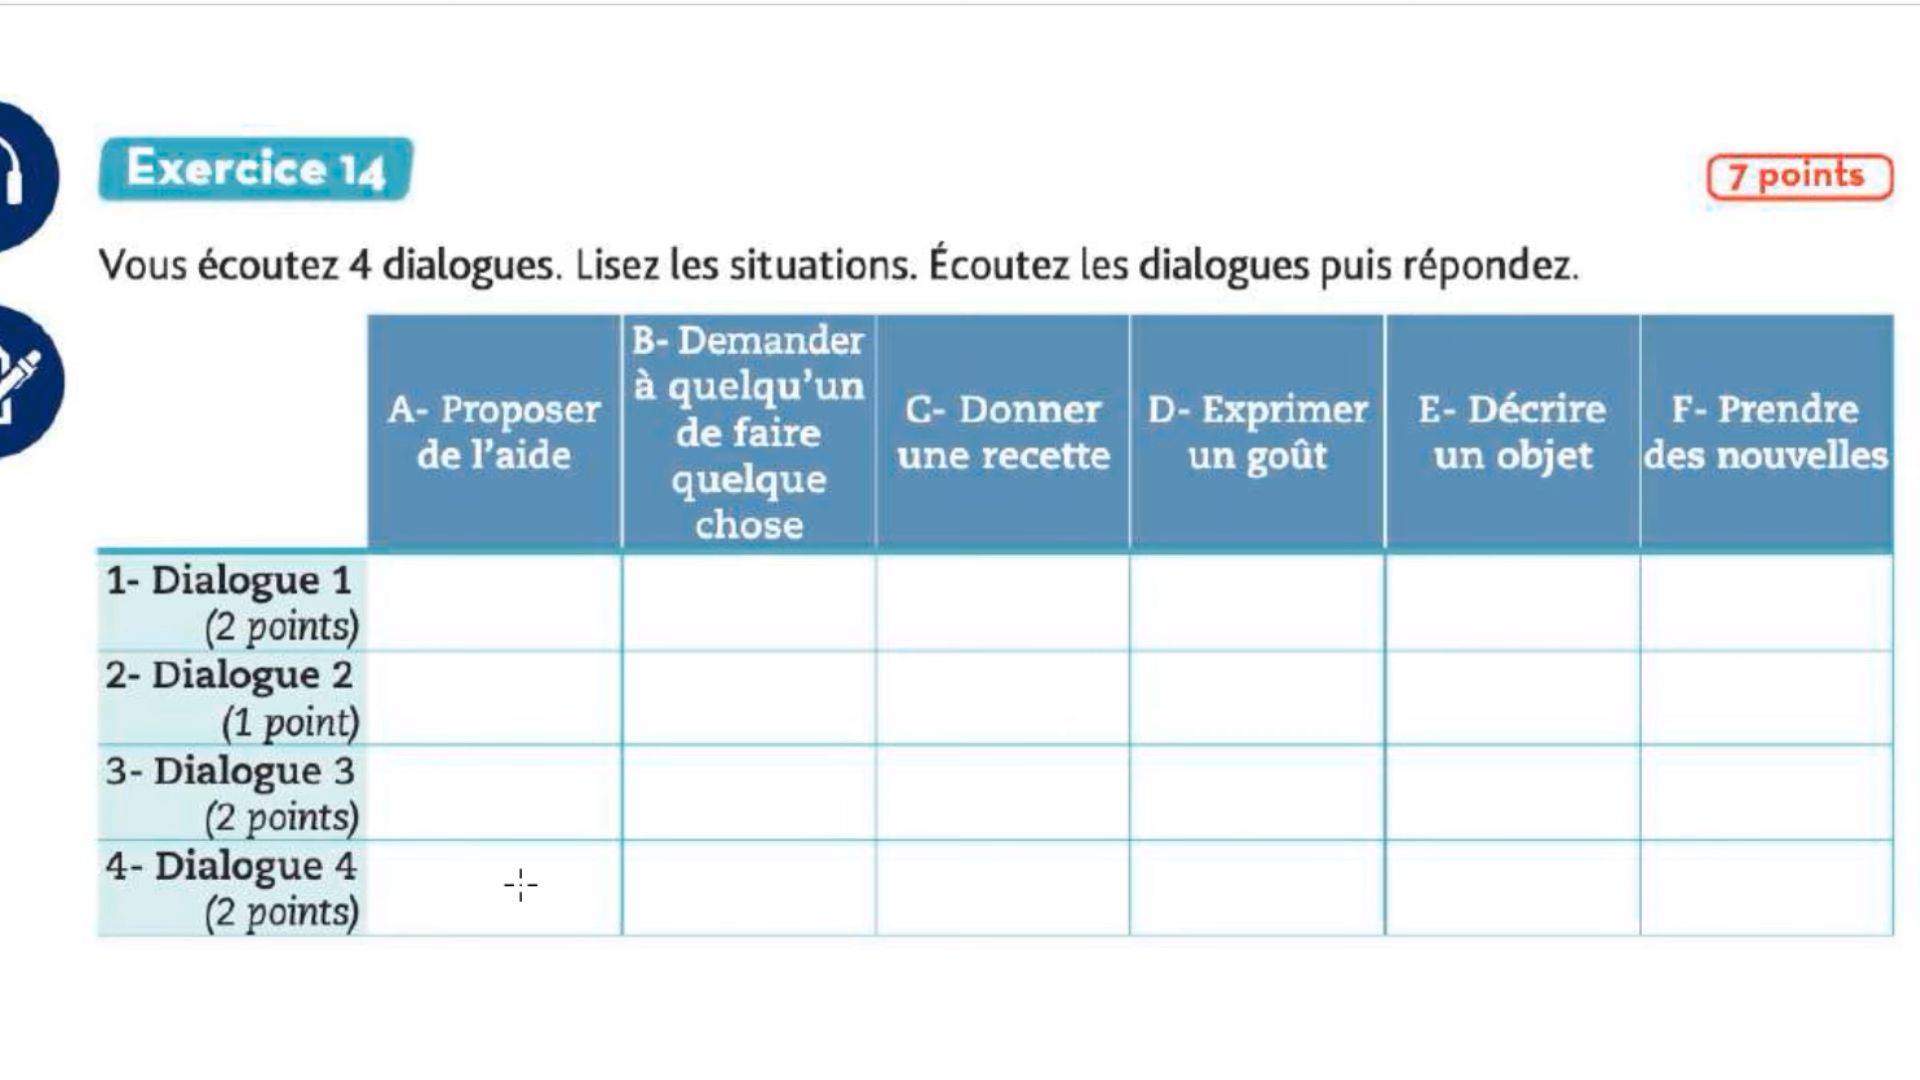 Exercice 14
7 points
Vous écoutez 4 dialogues. Lisez les situations. Écoutez les dialogues puis répondez.
A- Proposer
de l'aide
B- Demander
à quelqu'un
de faire
quelque
chose
C- Donner
une recette
D- Exprimer
un goût
E- Décrire
un objet
F- Prendre
des nouvelles
1- Dialogue 1
(2 points)
2- Dialogue 2
(1 point)
3- Dialogue 3
(2 points)
4- Dialogue 4
(2 points)